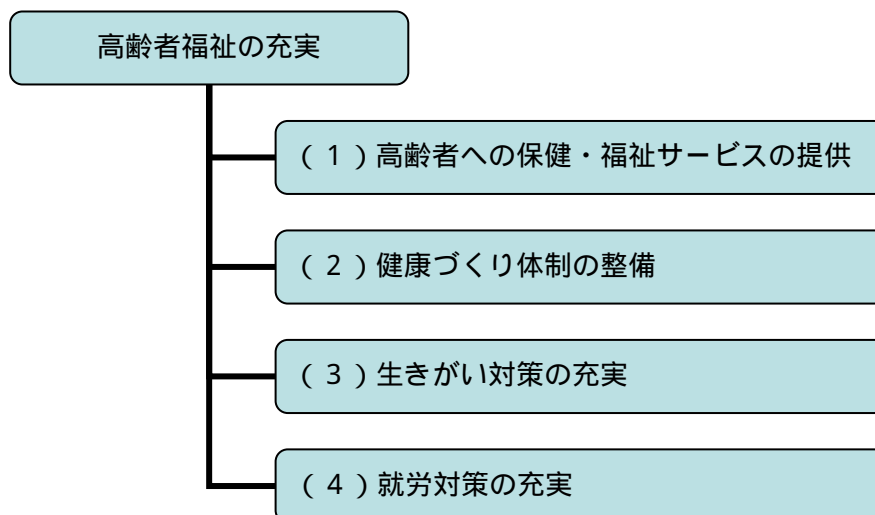 高齢者福祉の充実
（１）高齢者への保健・福祉サービスの提供
（２）健康づくり体制の整備
（３）生きがい対策の充実
（４）就労対策の充実